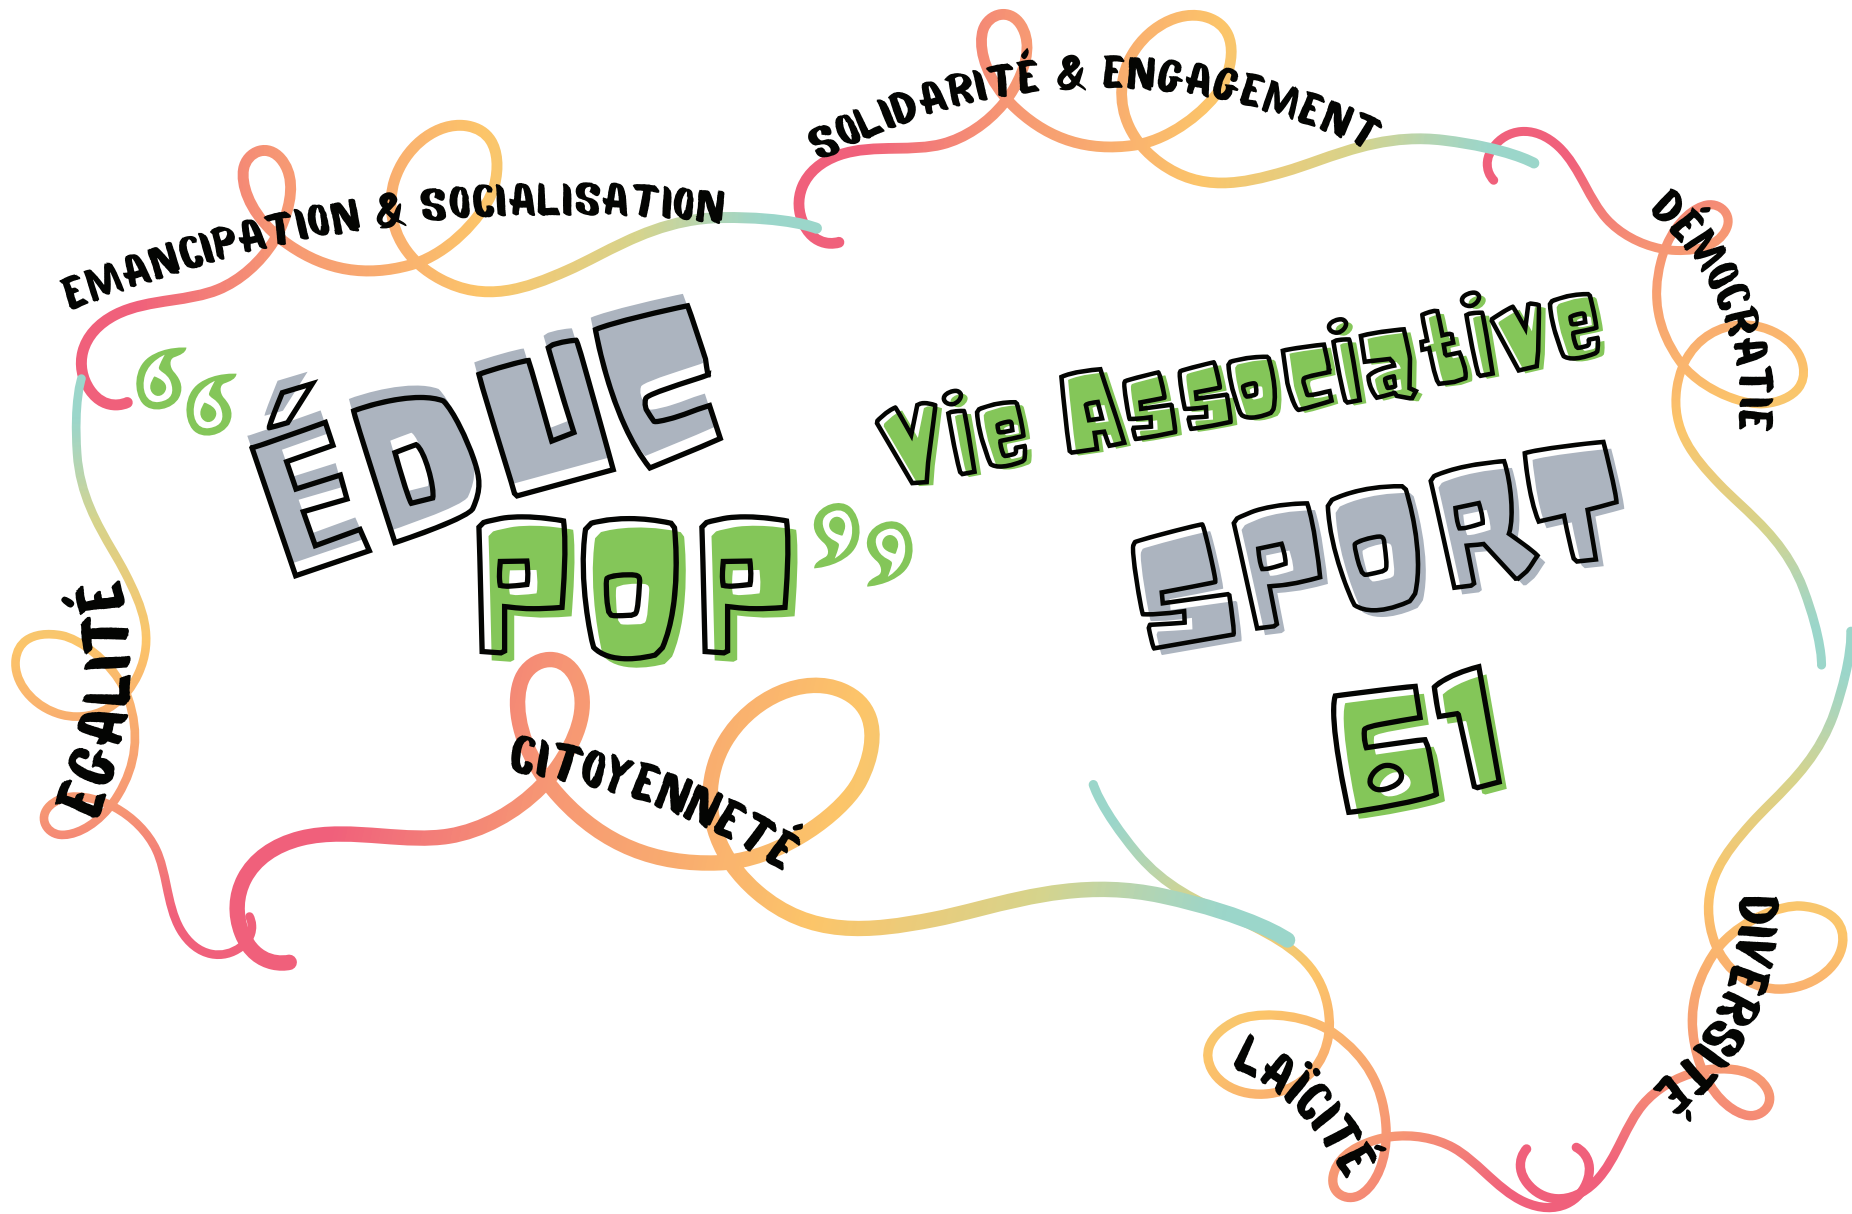 SOLIDARITÉ & ENGAGEMENT
EMANCIPATION & SOCIALISATION
DÉMOCRATIE
“ÉDUC
POP”
Vie Associative
SPORT
61
EGALITÉ
CITOYENNETÉ
DIVERSITÉ
LAÏCITÉ